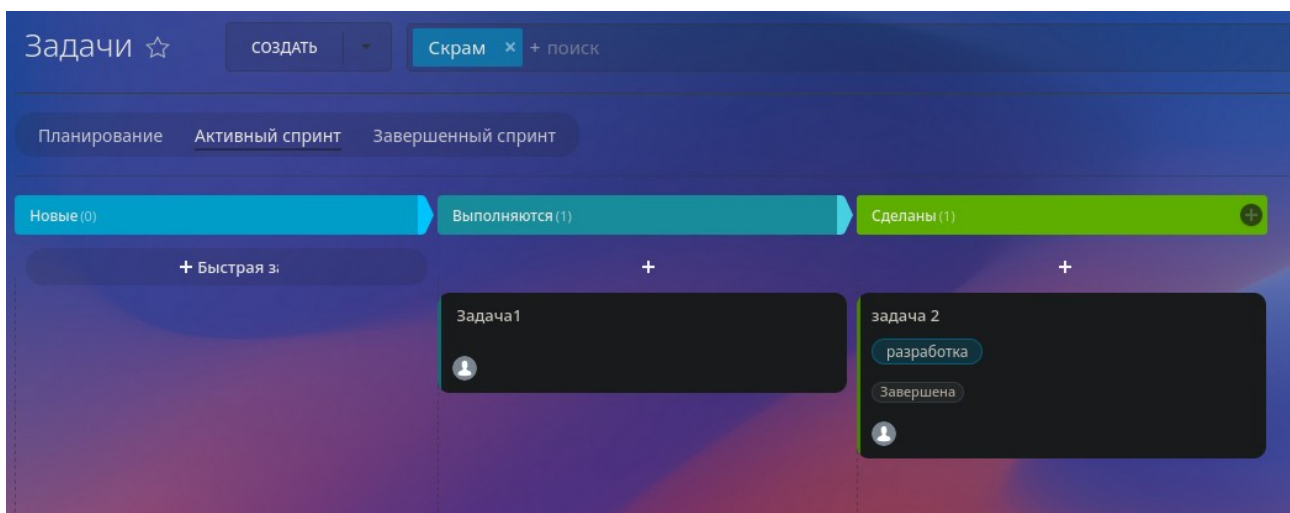 Задачи
СОЗДАТЬ
Скрам × + поиск
Планирование Активный спринт Завершенный спринт
Новые (0)
Выполняются (1)
Сделаны (1)
+ Быстрая
+
+
Задача1
задача 2
разработка
Завершена